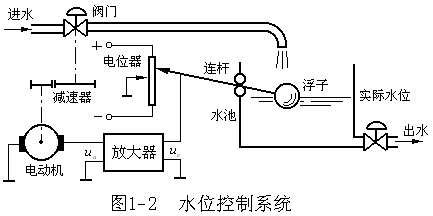 进水
阀门
+
电位器
连杆
浮子
实际水位
减速器
水池
−
出水
放大器
电动机
图1-2 水位控制系统